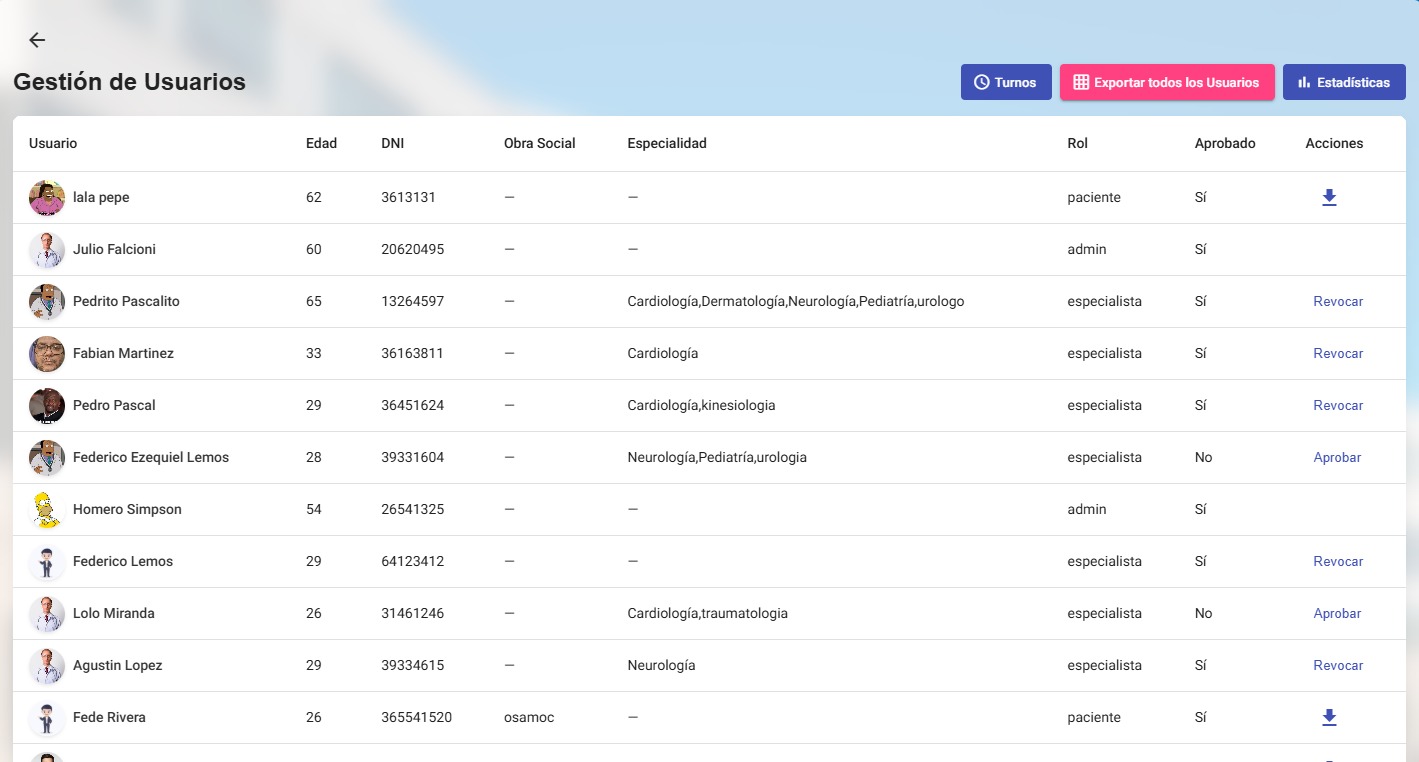 Gestión de Usuarios
Turnos Exportar todos los Usuarios Estadísticas
Usuario Edad DNI Obra Social Especialidad Rol Aprobado Acciones
lala pepe 62 3613131 — — paciente Sí
Julio Falcioni 60 20620495 — — admin Sí
Pedrito Pascalito 65 13264597 — Cardiología,Dermatología,Neurología,Pediatría,urologo especialista Sí Revocar
Fabian Martinez 33 36163811 — Cardiología especialista Sí Revocar
Pedro Pascal 29 36451624 — Cardiología,kinesiologia especialista Sí Revocar
Federico Ezequiel Lemos 28 39331604 — Neurología,Pediatría,urologia especialista No Aprobar
Homero Simpson 54 26541325 — — admin Sí
Federico Lemos 29 64123412 — — especialista Sí Revocar
Lolo Miranda 26 31461246 — Cardiología,traumatologia especialista No Aprobar
Agustin Lopez 29 39334615 — Neurología especialista Sí Revocar
Fede Rivera 26 365541520 osamoc — paciente Sí